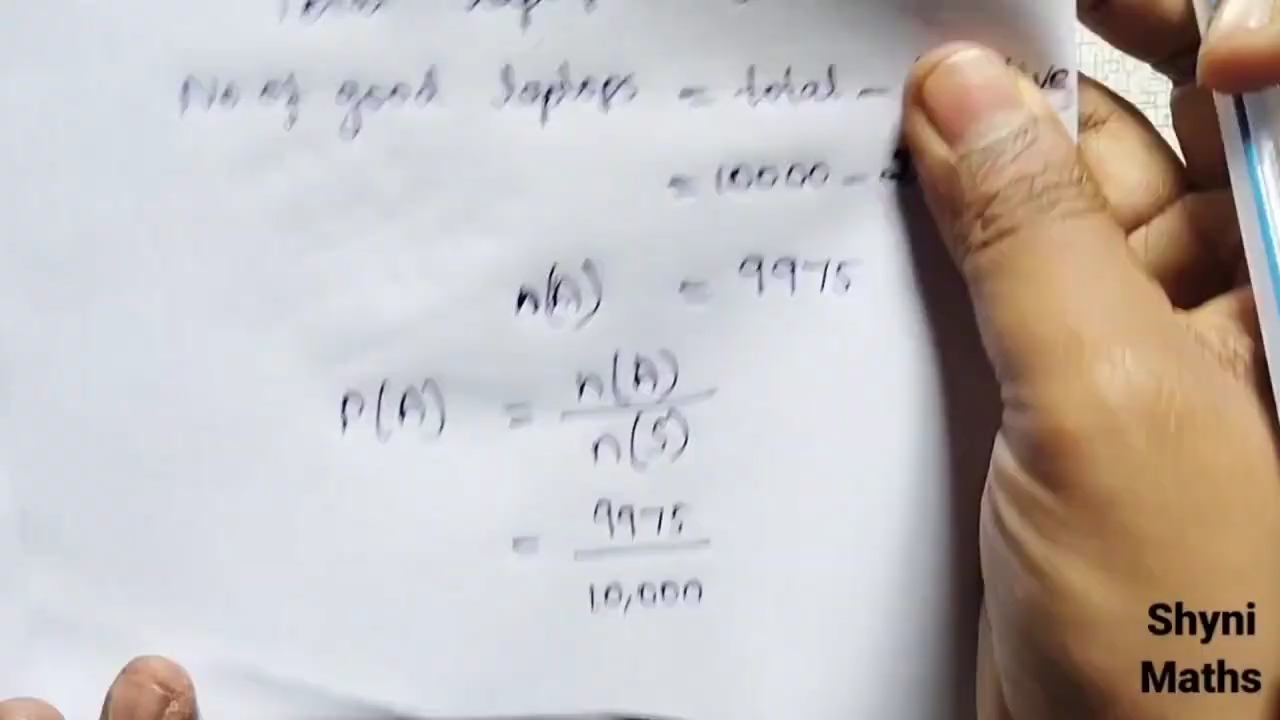 No of good laptops = total -
= 10000 -
n(A) = 9975
P(A) = n(A)/n(S)
= 9975/10,000
Shyni
Maths